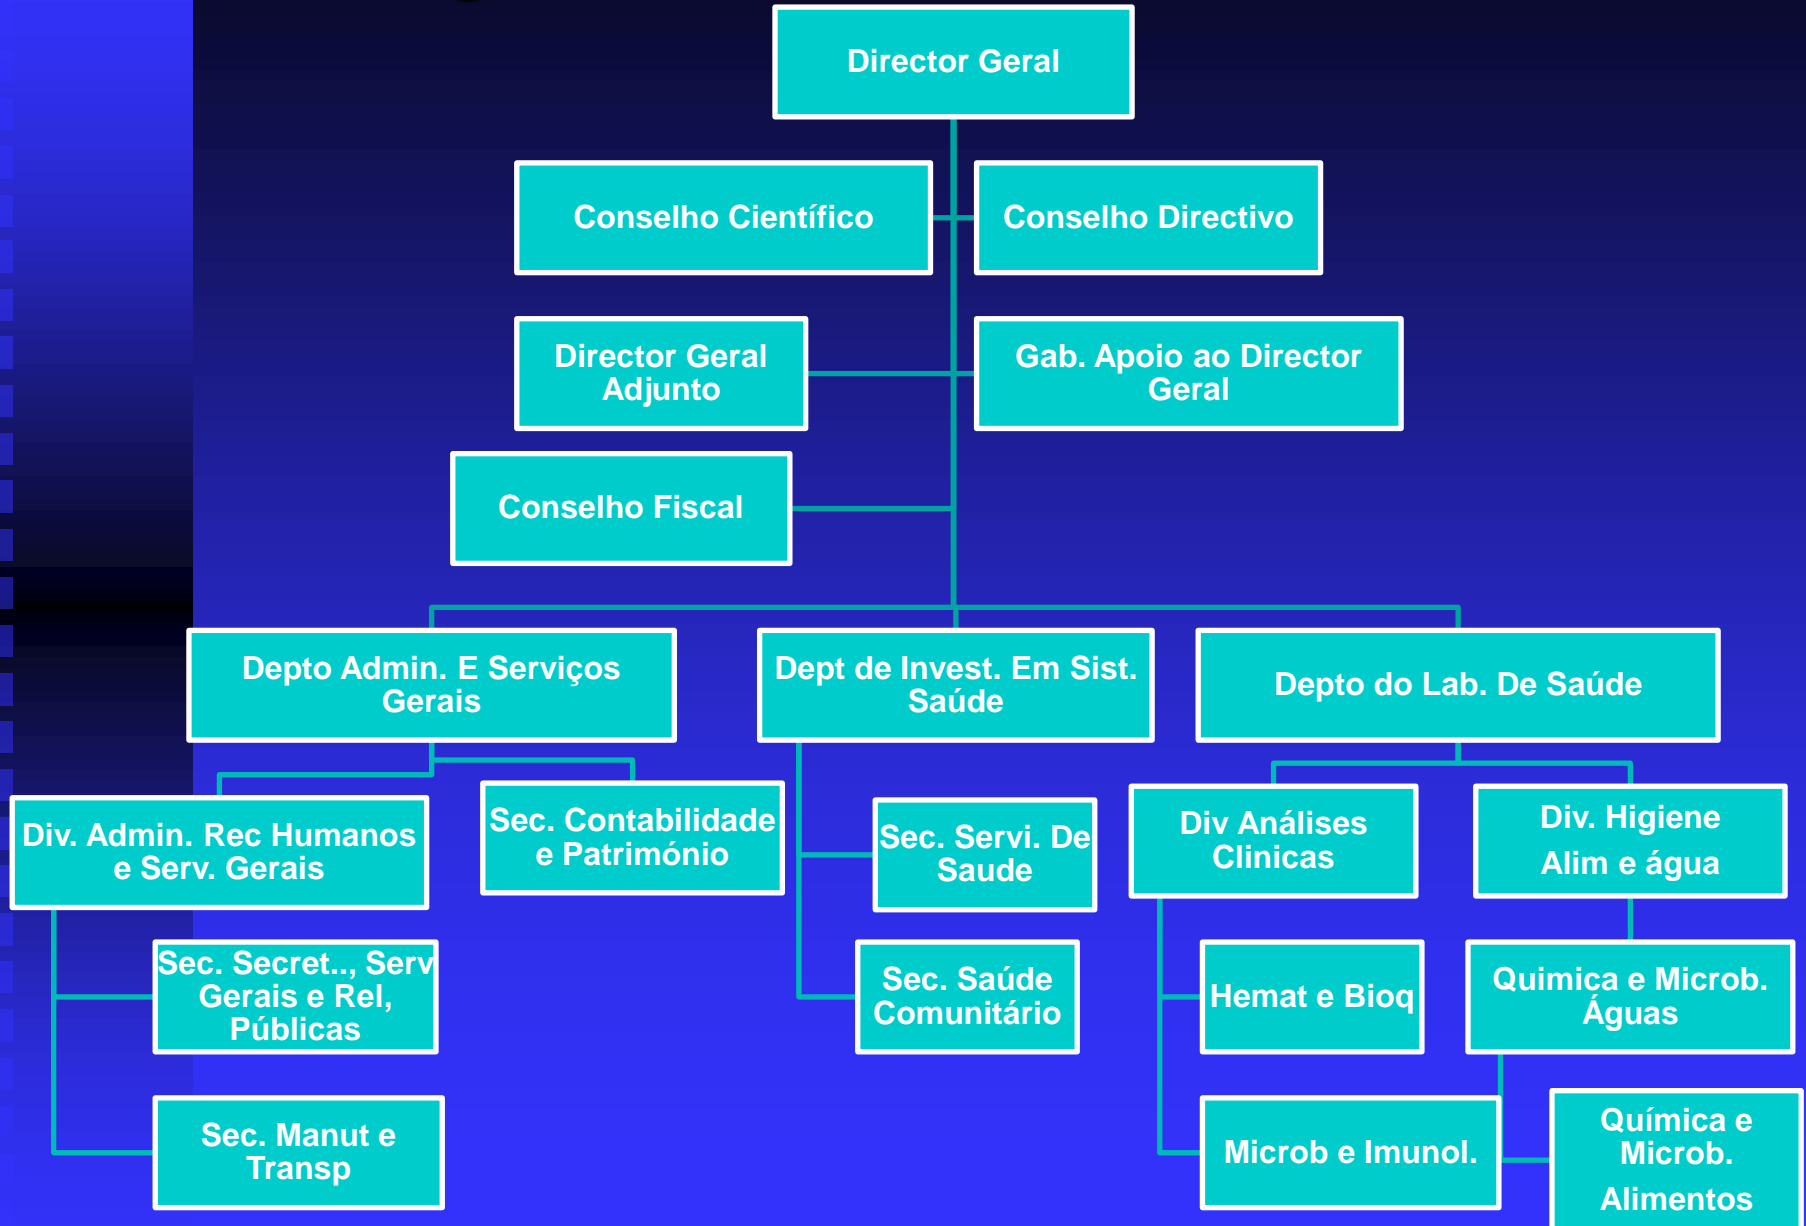 Director Geral
Conselho Científico
Conselho Directivo
Director Geral
Adjunto
Gab. Apoio ao Director
Geral
Conselho Fiscal
Depto Admin. E Serviços
Gerais
Dept de Invest. Em Sist.
Saúde
Depto do Lab. De Saúde
Div. Admin. Rec Humanos
e Serv. Gerais
Sec. Contabilidade
e Património
Sec. Servi. De
Saude
Div Análises
Clinicas
Div. Higiene
Alim e água
Sec. Secret.., Serv
Gerais e Rel,
Públicas
Sec. Saúde
Comunitário
Hemat e Bioq
Quimica e Microb.
Águas
Sec. Manut e
Transp
Microb e Imunol.
Química e
Microb.
Alimentos